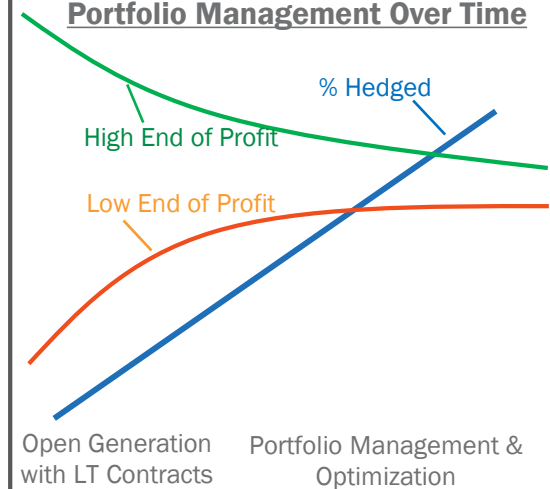 Portfolio Management Over Time
% Hedged
High End of Profit
Low End of Profit
Open Generation
with LT Contracts
Portfolio Management &
Optimization